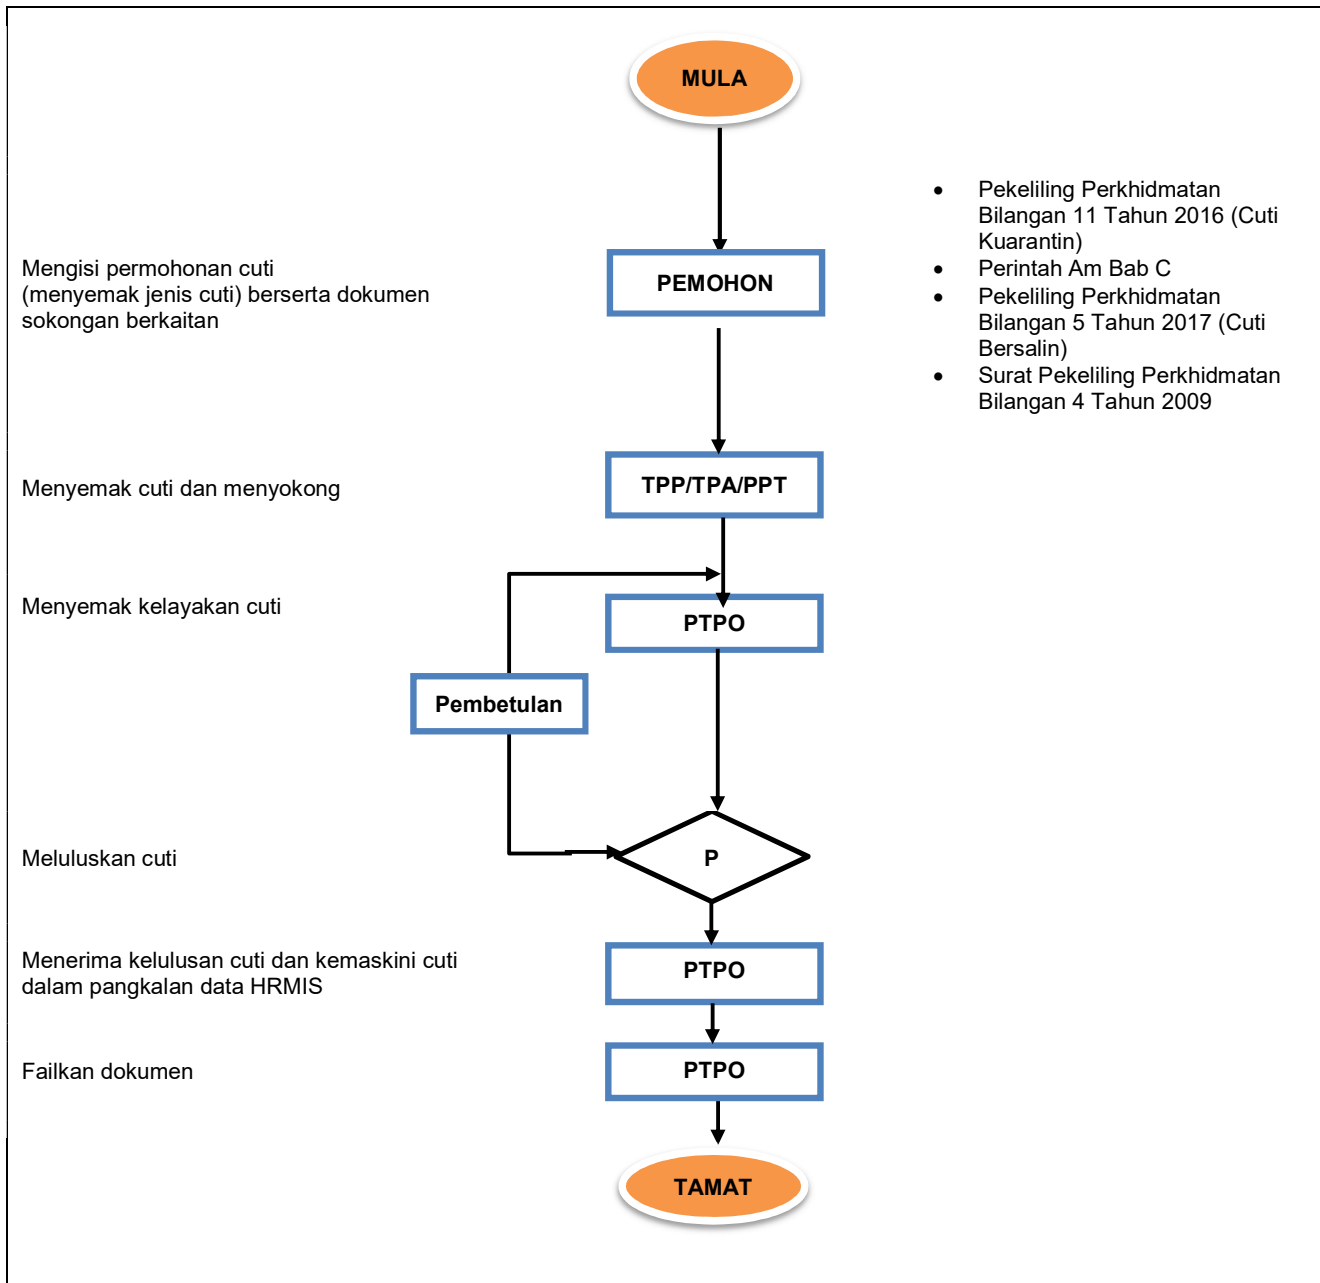 MULA
• Pekeliling Perkhidmatan
Bilangan 11 Tahun 2016 (Cuti
Kuarantin)
• Perintah Am Bab C
• Pekeliling Perkhidmatan
Bilangan 5 Tahun 2017 (Cuti
Bersalin)
• Surat Pekeliling Perkhidmatan
Bilangan 4 Tahun 2009
Mengisi permohonan cuti
(menyemak jenis cuti) berserta dokumen
sokongan berkaitan
PEMOHON
Menyemak cuti dan menyokong
TPP/TPA/PPT
Menyemak kelayakan cuti
PTPO
Pembetulan
Meluluskan cuti
P
Menerima kelulusan cuti dan kemaskini cuti
dalam pangkalan data HRMIS
PTPO
Failkan dokumen
PTPO
TAMAT